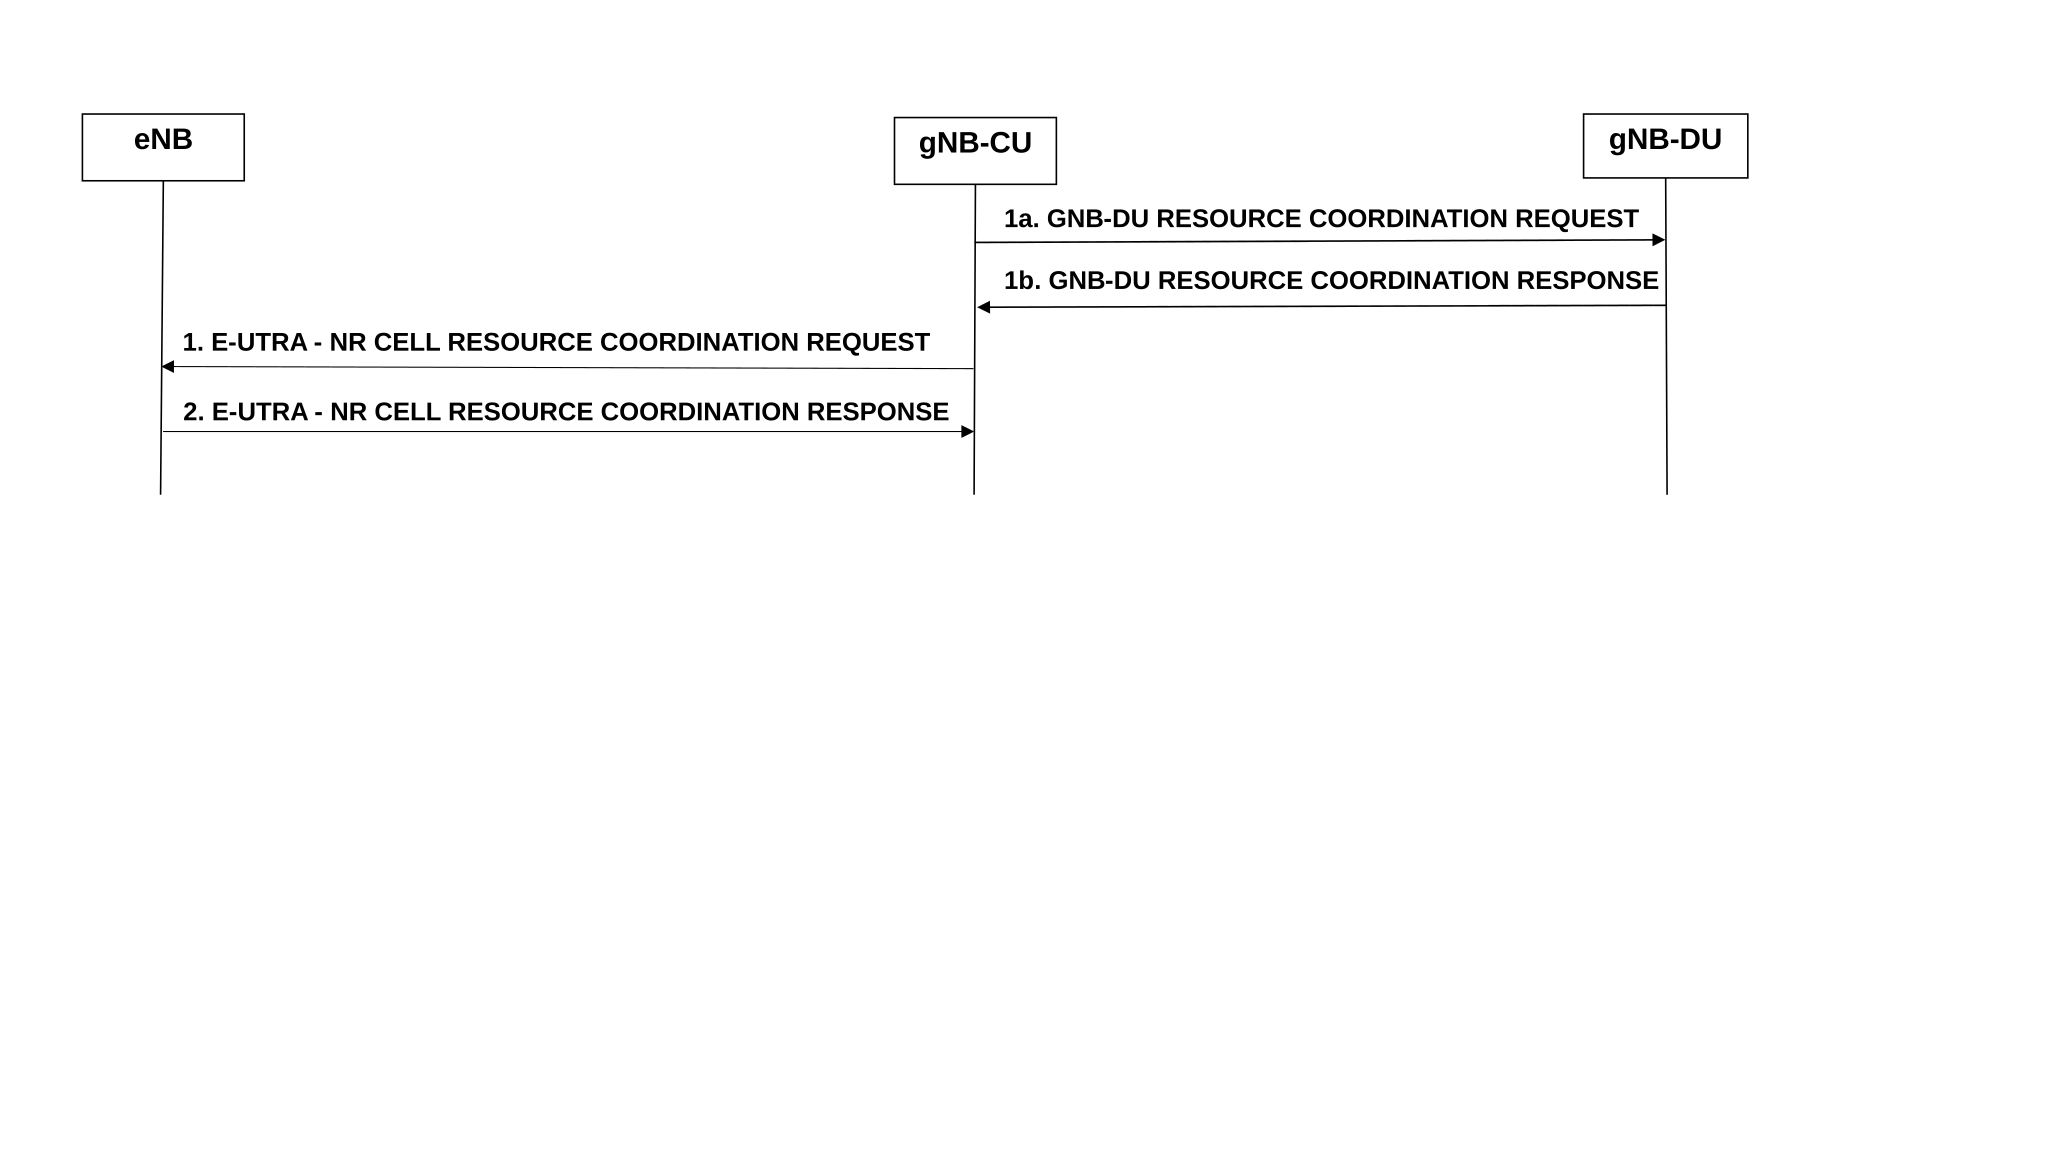 eNB
gNB-CU
gNB-DU
1a. GNB-DU RESOURCE COORDINATION REQUEST
1b. GNB-DU RESOURCE COORDINATION RESPONSE
1. E-UTRA - NR CELL RESOURCE COORDINATION REQUEST
2. E-UTRA - NR CELL RESOURCE COORDINATION RESPONSE